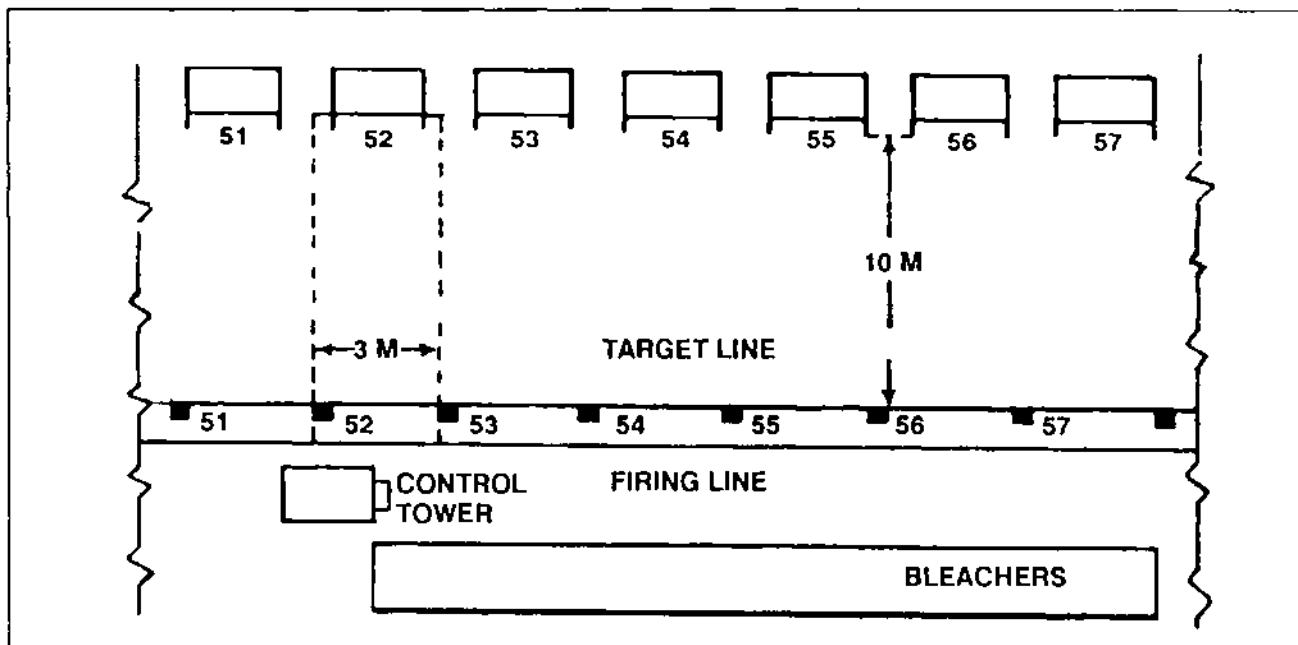 51 52 53 54 55 56 57
10 M
3 M
TARGET LINE
51 52 53 54 55 56 57
CONTROL
TOWER
FIRING LINE
BLEACHERS